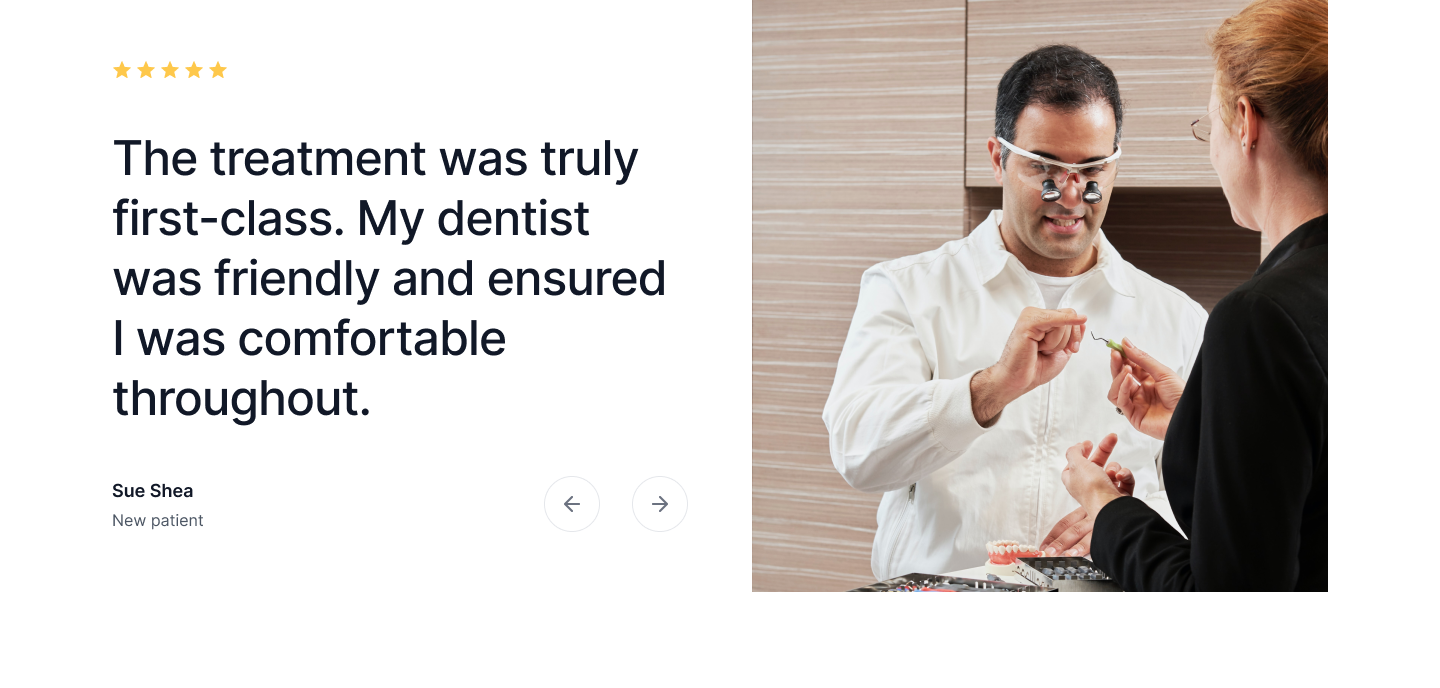 The treatment was truly
first-class. My dentist
was friendly and ensured
I was comfortable
throughout.
Sue Shea
New patient